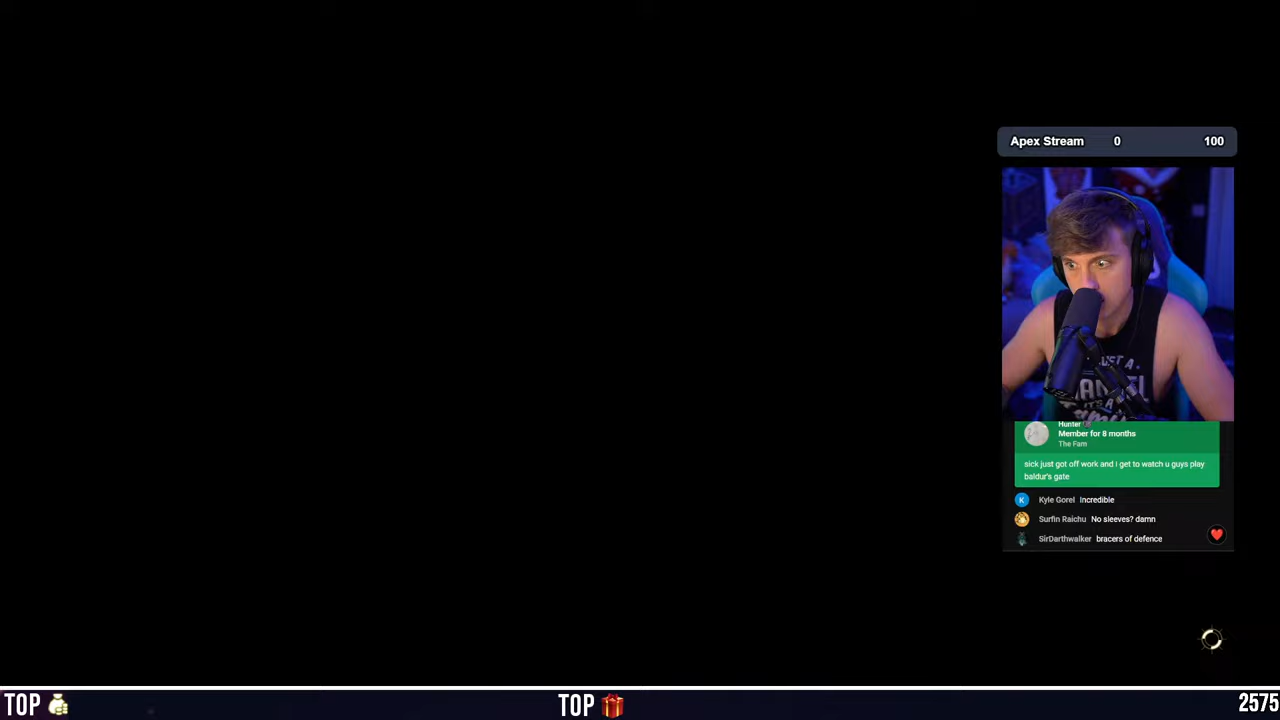 Apex Stream 0 100
JUST A
IT'S A
Hunter
Member for 8 months
The Fam
sick just got off work and I get to watch u guys play
baldur's gate
K Kyle Gorel Incredible
Surfin Raichu No sleeves? damn
SirDarthwalker bracers of defence
TOP TOP 2575